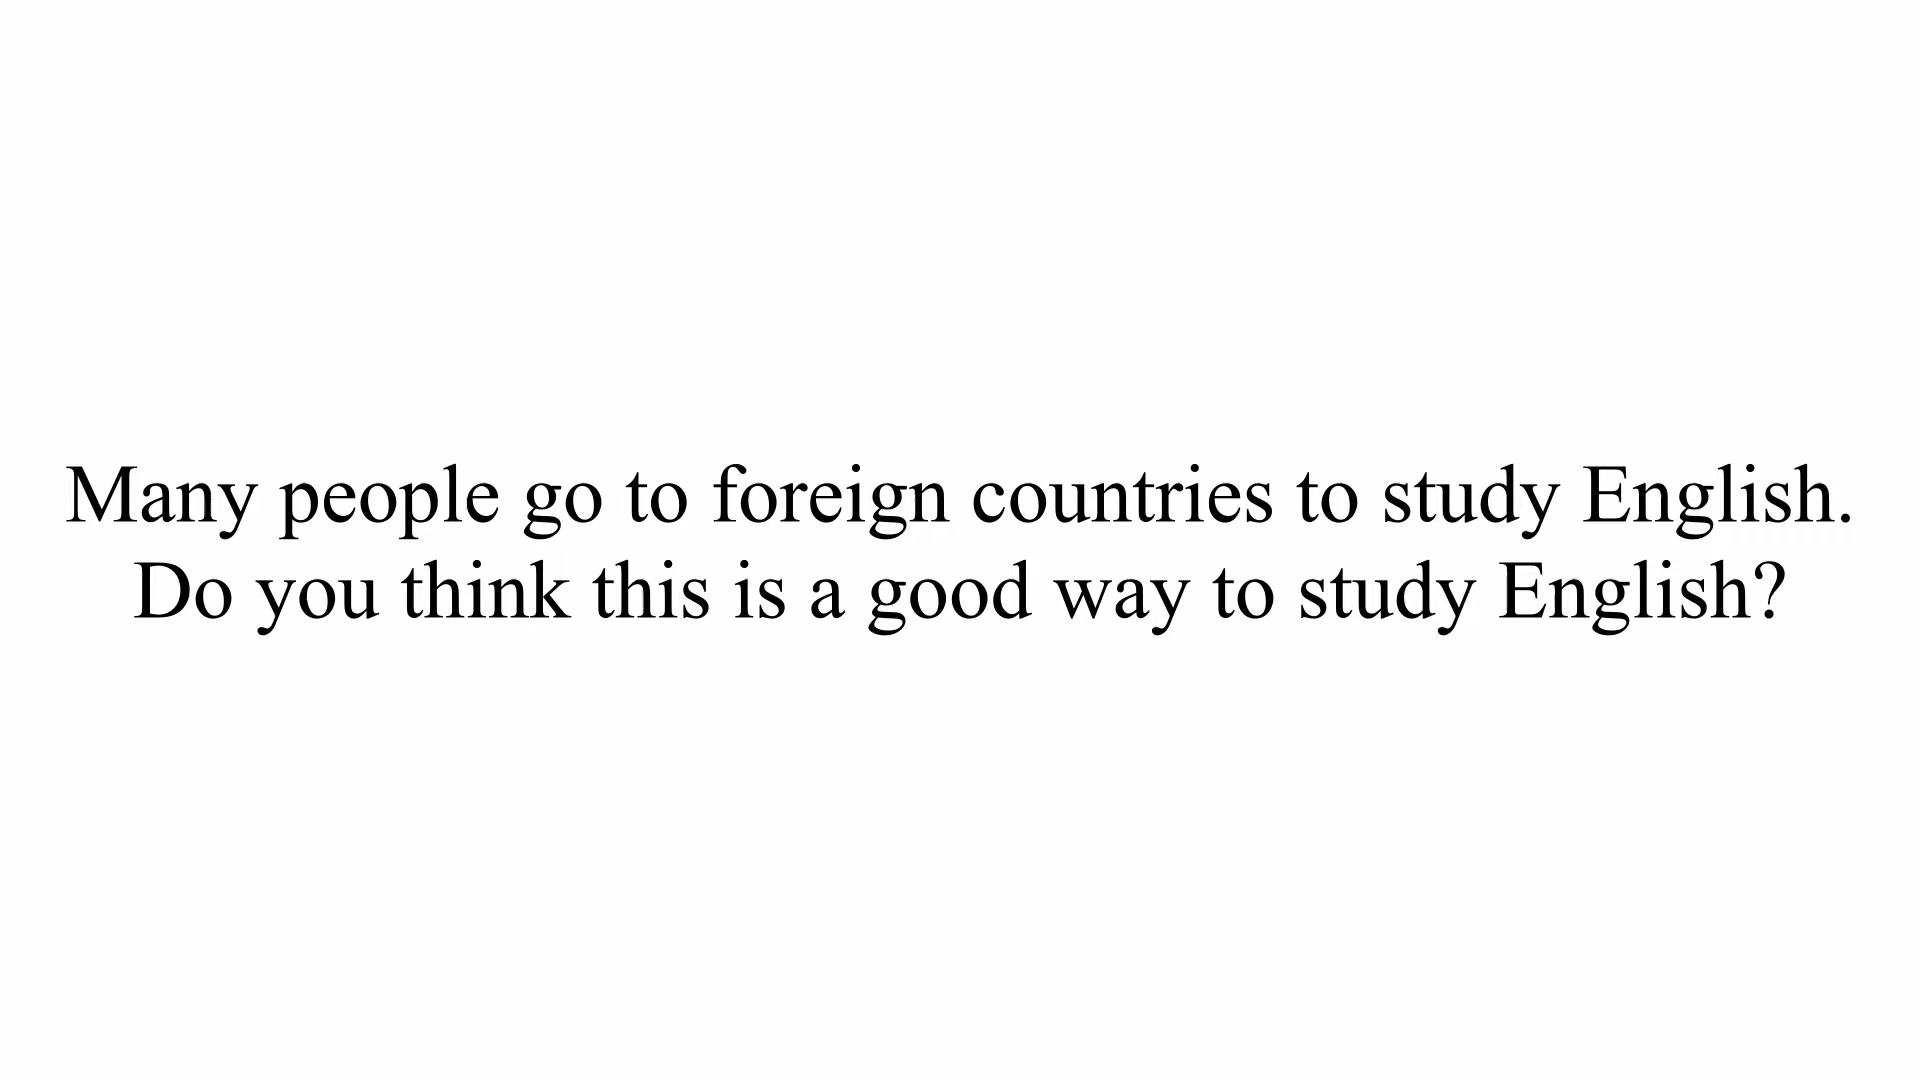 Many people go to foreign countries to study English.
Do you think this is a good way to study English?